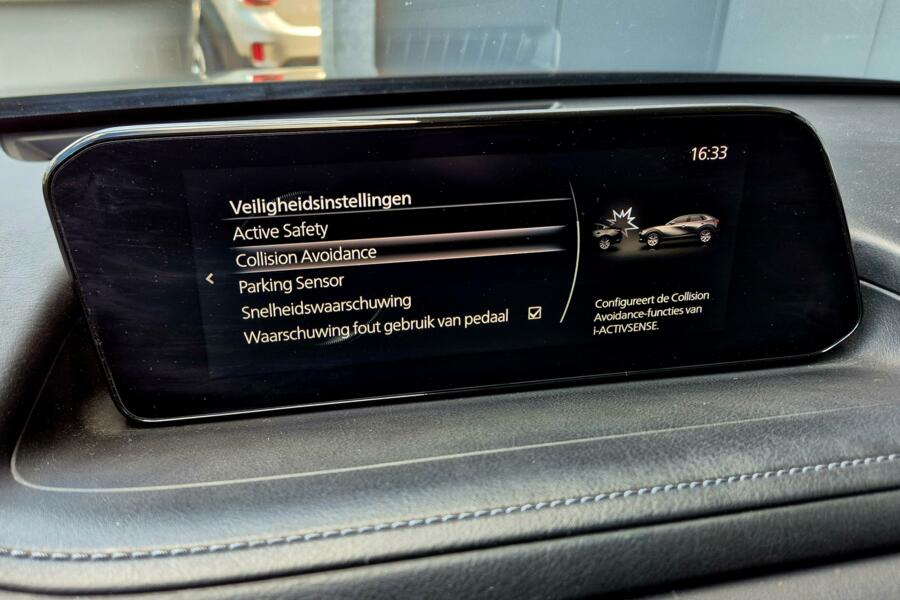 16:33
Veiligheidsinstellingen
Active Safety
Collision Avoidance
Parking Sensor
Snelheidswaarschuwing
Waarschuwing fout gebruik van pedaal
Configureert de Collision
Avoidance-functies van
i-ACTIVSENSE.